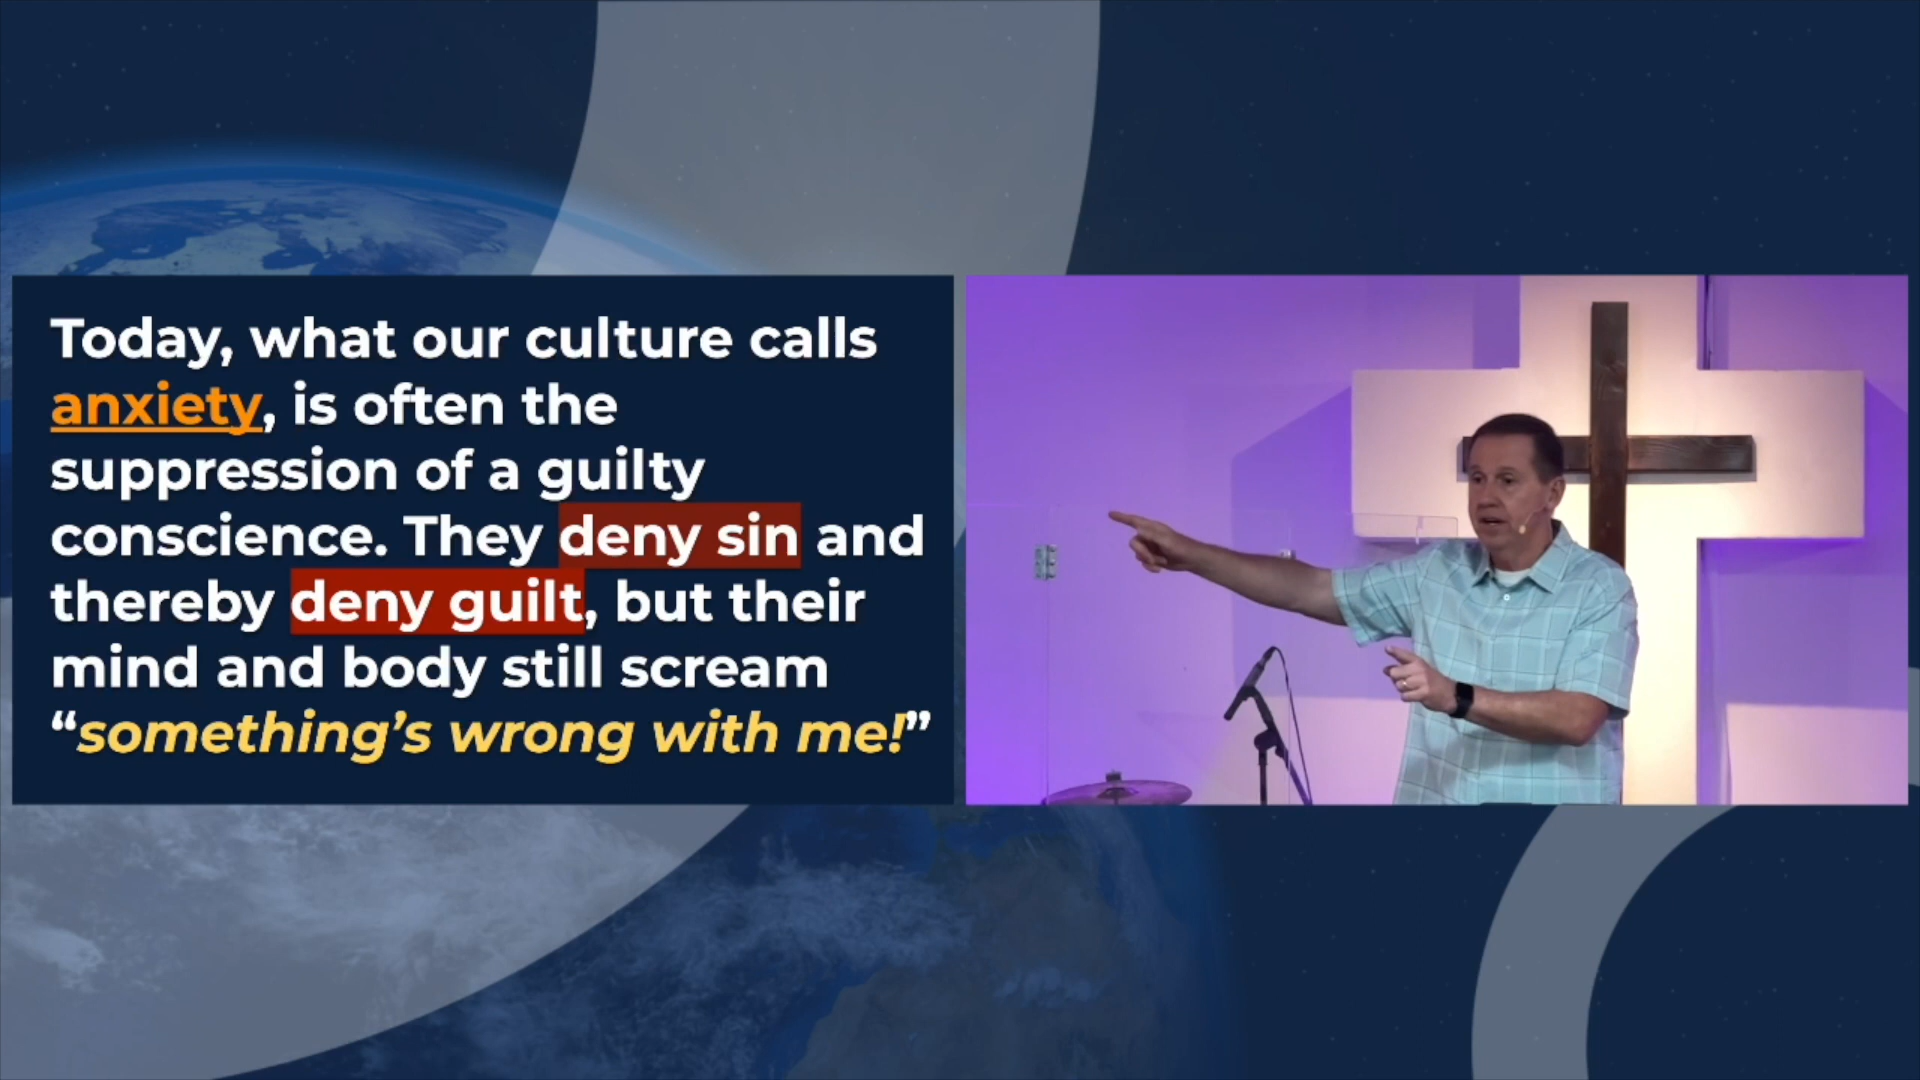 Today, what our culture calls
anxiety, is often the
suppression of a guilty
conscience. They deny sin and
thereby deny guilt, but their
mind and body still scream
“something’s wrong with me!”